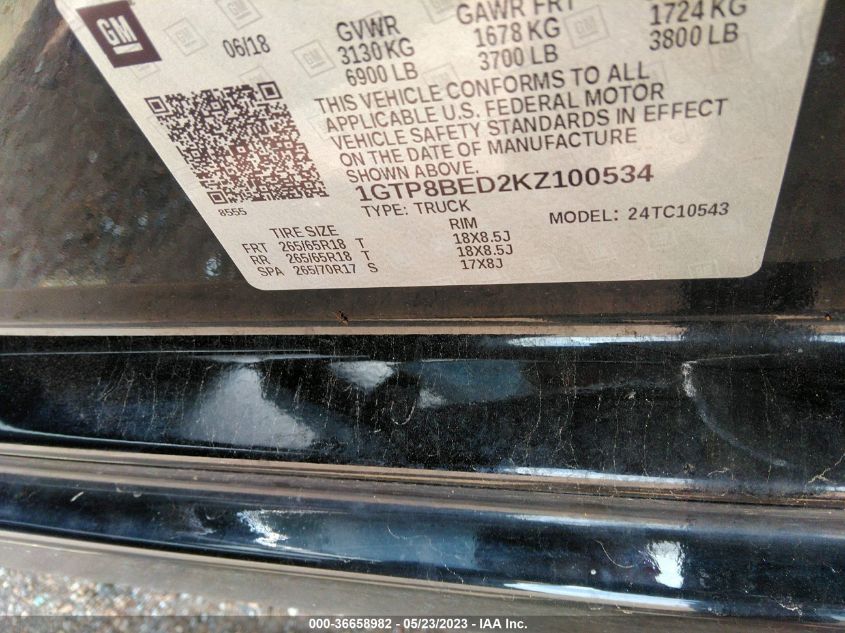 GM
06/18
GVWR
3130 KG
6900 LB
GAWR FRT
1678 KG
3700 LB
1724 KG
3800 LB
THIS VEHICLE CONFORMS TO ALL
APPLICABLE U.S. FEDERAL MOTOR
VEHICLE SAFETY STANDARDS IN EFFECT
ON THE DATE OF MANUFACTURE
SHOWN ABOVE.
1GTP8BED2KZ100534
8555
TYPE: TRUCK
MODEL: 24TC10543
TIRE SIZE RIM
FRT 265/65R18 T 18X8.5J
RR 265/65R18 T 18X8.5J
SPA 265/70R17 S 17X8J
000-36658982 — 05/23/2023 — IAA Inc.